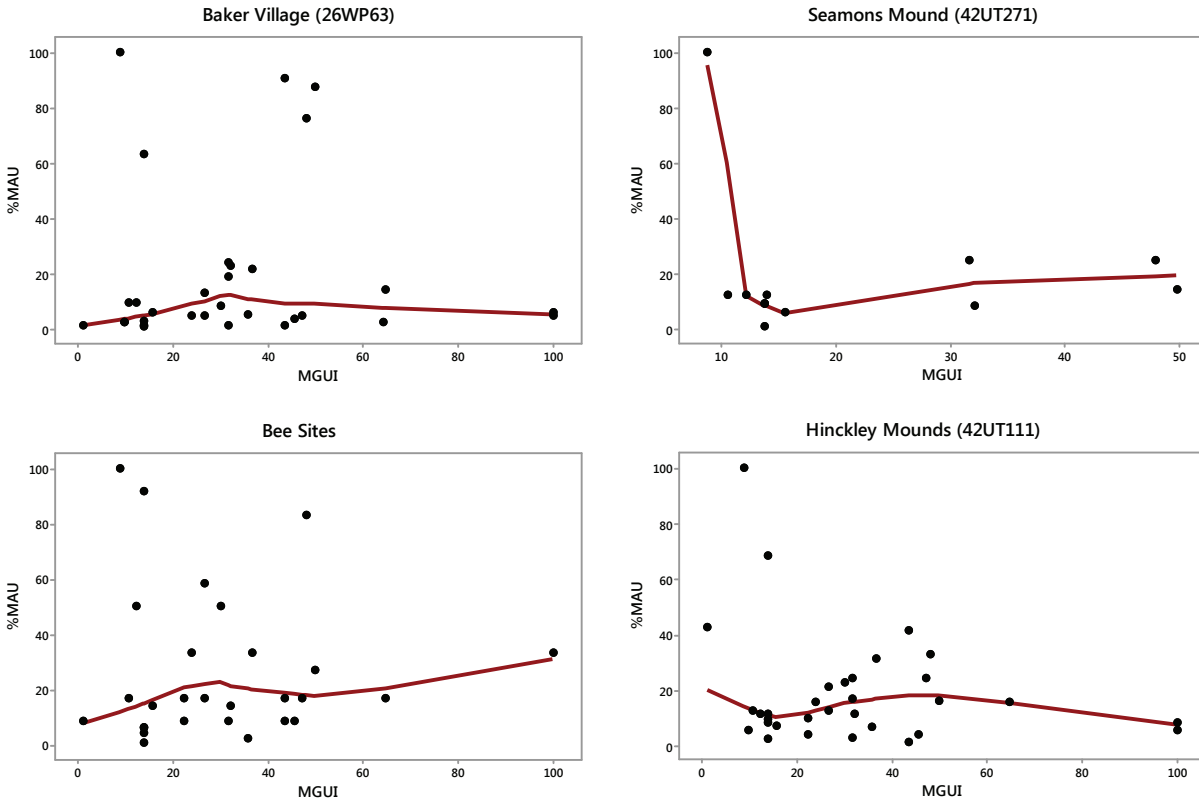 Baker Village (26WP63)
100
80
60
40
20
0
%MAU
0 20 40 60 80 100
MGUI
Seamons Mound (42UT271)
100
80
60
40
20
0
%MAU
10 20 30 40 50
MGUI
Bee Sites
100
80
60
40
20
0
%MAU
0 20 40 60 80 100
MGUI
Hinckley Mounds (42UT111)
100
80
60
40
20
0
%MAU
0 20 40 60 80 100
MGUI